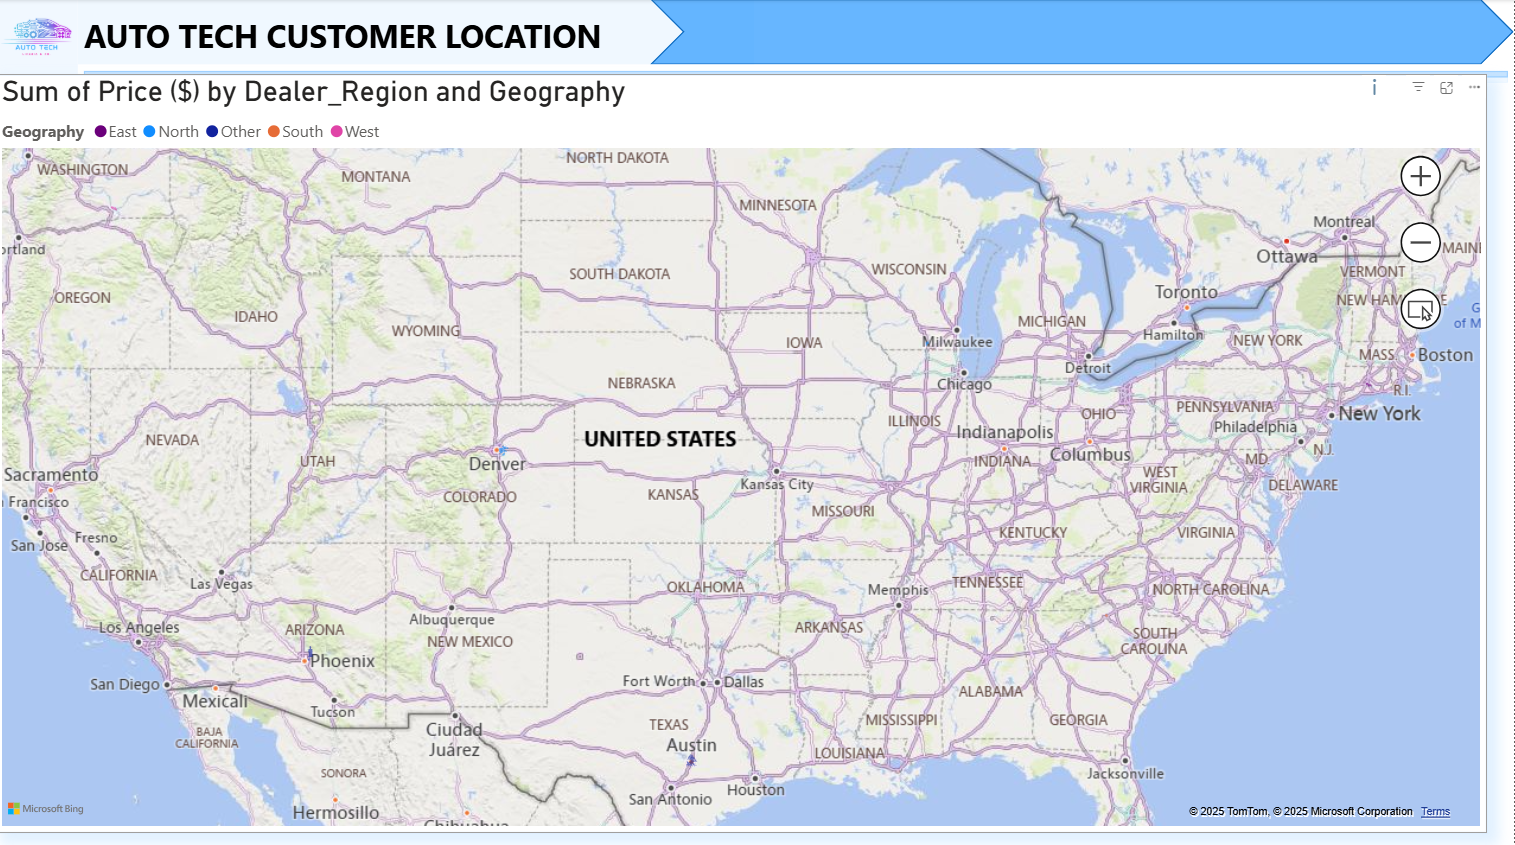 AUTO TECH
AUTO TECH CUSTOMER LOCATION
Sum of Price ($) by Dealer_Region and Geography
Geography East North Other South West
WASHINGTON
MONTANA
NORTH DAKOTA
MINNESOTA
Montreal
Ottawa
MAINE
VERMONT
ortland
SOUTH DAKOTA
WISCONSIN
OREGON
IDAHO
WYOMING
Toronto
NEW HAM
E
G
of M
MICHIGAN
Hamilton
IOWA
Milwaukee
NEW YORK
MASS
Boston
Detroit
Chicago
NEBRASKA
R.I.
OHIO
PENNSYLVANIA
New York
NEVADA
UNITED STATES
ILLINOIS
Indianapolis
Philadelphia
Columbus
N.J.
UTAH
Denver
INDIANA
MD
Sacramento
WEST
VIRGINIA
DELAWARE
Kansas City
COLORADO
KANSAS
Francisco
MISSOURI
San Jose
Fresno
KENTUCKY
VIRGINIA
CALIFORNIA
Las Vegas
OKLAHOMA
Memphis
TENNESSEE
NORTH CAROLINA
Los Angeles
ARIZONA
Albuquerque
NEW MEXICO
ARKANSAS
SOUTH
CAROLINA
Phoenix
San Diego
Fort Worth
Dallas
ALABAMA
Mexicali
Tucson
MISSISSIPPI
GEORGIA
BAJA
CALIFORNIA
Ciudad
Juárez
TEXAS
Austin
LOUISIANA
SONORA
Jacksonville
Houston
San Antonio
Hermosillo
Chihuahua
Microsoft Bing
© 2025 TomTom, © 2025 Microsoft Corporation Terms